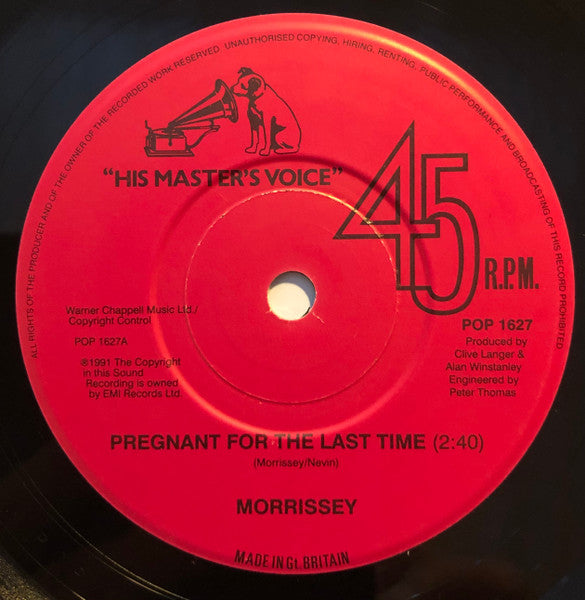 ALL RIGHTS OF THE PRODUCER AND OF THE OWNER OF THE RECORDED WORK RESERVED. UNAUTHORISED COPYING, HIRING, RENTING, PUBLIC PERFORMANCE AND BROADCASTING OF THIS RECORD PROHIBITED
"HIS MASTER'S VOICE"
45
R.P.M.
Warner Chappell Music Ltd./
Copyright Control
POP 1627A
℗1991 The Copyright
in this Sound
Recording is owned
by EMI Records Ltd.
POP 1627
Produced by
Clive Langer &
Alan Winstanley
Engineered by
Peter Thomas
PREGNANT FOR THE LAST TIME (2:40)
(Morrissey/Nevin)
MORRISSEY
MADE IN Gt. BRITAIN